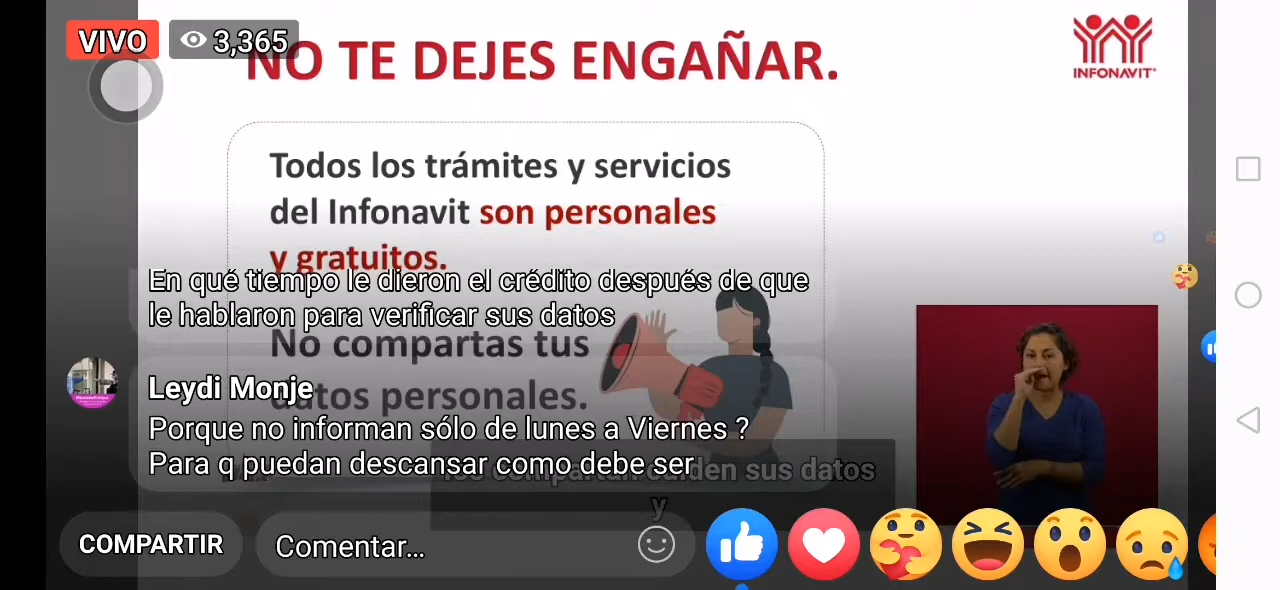 VIVO
3,365
NO TE DEJES ENGAÑAR.
INFONAVIT
Todos los trámites y servicios
del Infonavit son personales
y gratuitos.
En qué tiempo le dieron el crédito después de que
le hablaron para verificar sus datos
No compartas tus
datos personales.
Leydi Monje
Porque no informan sólo de lunes a Viernes ?
Para q puedan descansar como debe ser
sus datos
y
COMPARTIR
Comentar...